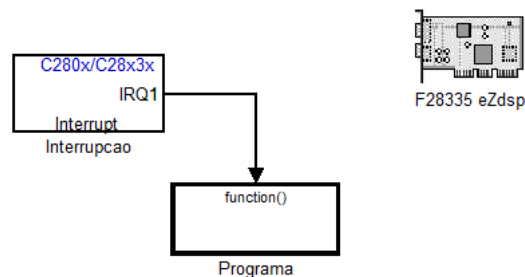 C280x/C28x3x
IRQ1
Interrupt
Interrupcao
F28335 eZdsp
function()
Programa